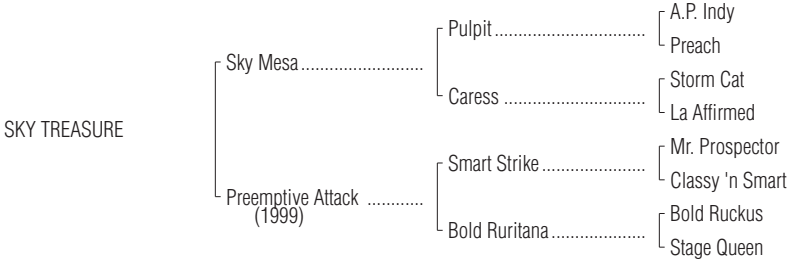 A.P. Indy
Pulpit..............................
Preach
Sky Mesa..........................
Storm Cat
Caress ..............................
La Affirmed
SKY TREASURE
Mr. Prospector
Smart Strike......................
Classy 'n Smart
Preemptive Attack ............
(1999)
Bold Ruckus
Bold Ruritana....................
Stage Queen